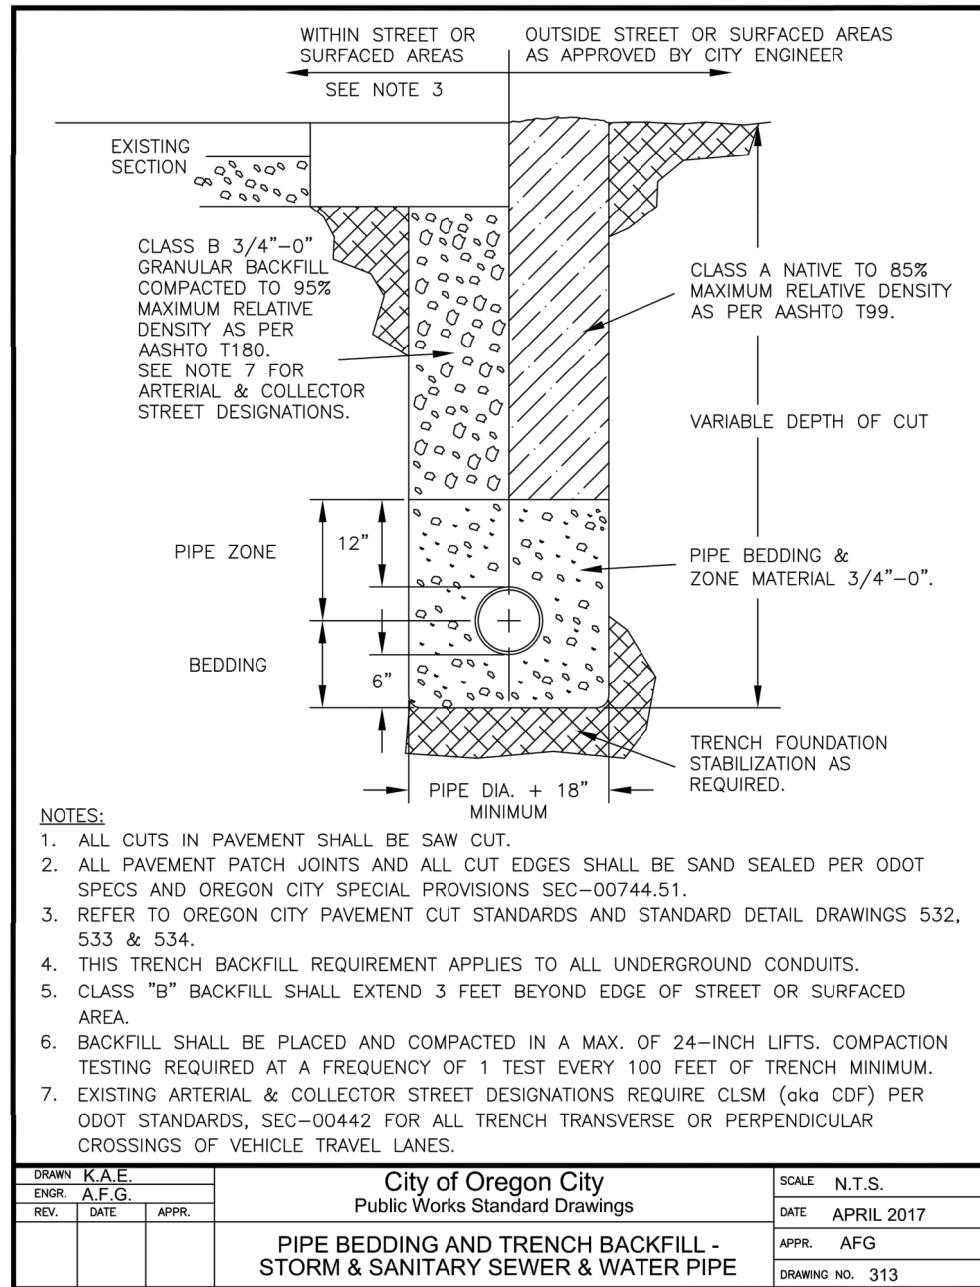 WITHIN STREET OR
SURFACED AREAS
OUTSIDE STREET OR SURFACED AREAS
AS APPROVED BY CITY ENGINEER
SEE NOTE 3
EXISTING
SECTION
CLASS B 3/4"-0"
GRANULAR BACKFILL
COMPACTED TO 95%
MAXIMUM RELATIVE
DENSITY AS PER
AASHTO T180.
SEE NOTE 7 FOR
ARTERIAL & COLLECTOR
STREET DESIGNATIONS.
CLASS A NATIVE TO 85%
MAXIMUM RELATIVE DENSITY
AS PER AASHTO T99.
VARIABLE DEPTH OF CUT
PIPE ZONE
12"
PIPE BEDDING &
ZONE MATERIAL 3/4"-0".
BEDDING
6"
TRENCH FOUNDATION
STABILIZATION AS
REQUIRED.
PIPE DIA. + 18"
MINIMUM
NOTES:
1. ALL CUTS IN PAVEMENT SHALL BE SAW CUT.
2. ALL PAVEMENT PATCH JOINTS AND ALL CUT EDGES SHALL BE SAND SEALED PER ODOT
SPECS AND OREGON CITY SPECIAL PROVISIONS SEC-00744.51.
3. REFER TO OREGON CITY PAVEMENT CUT STANDARDS AND STANDARD DETAIL DRAWINGS 532,
533 & 534.
4. THIS TRENCH BACKFILL REQUIREMENT APPLIES TO ALL UNDERGROUND CONDUITS.
5. CLASS "B" BACKFILL SHALL EXTEND 3 FEET BEYOND EDGE OF STREET OR SURFACED
AREA.
6. BACKFILL SHALL BE PLACED AND COMPACTED IN A MAX. OF 24-INCH LIFTS. COMPACTION
TESTING REQUIRED AT A FREQUENCY OF 1 TEST EVERY 100 FEET OF TRENCH MINIMUM.
7. EXISTING ARTERIAL & COLLECTOR STREET DESIGNATIONS REQUIRE CLSM (aka CDF) PER
ODOT STANDARDS, SEC-00442 FOR ALL TRENCH TRANSVERSE OR PERPENDICULAR
CROSSINGS OF VEHICLE TRAVEL LANES.
DRAWN K.A.E.
ENGR. A.F.G.
REV. DATE APPR.
City of Oregon City
Public Works Standard Drawings
PIPE BEDDING AND TRENCH BACKFILL -
STORM & SANITARY SEWER & WATER PIPE
SCALE N.T.S.
DATE APRIL 2017
APPR. AFG
DRAWING NO. 313